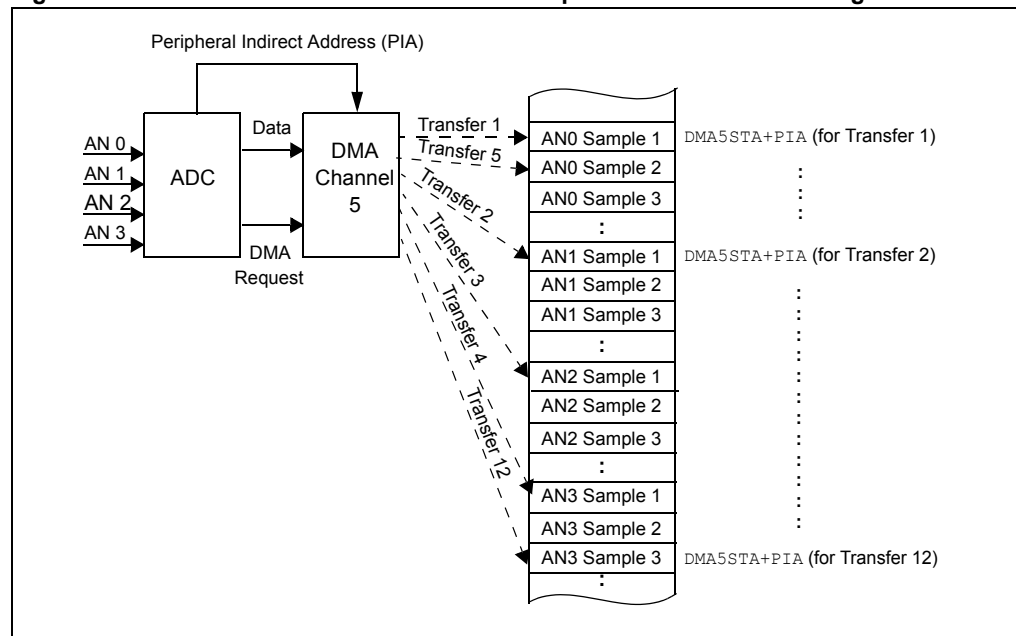 Peripheral Indirect Address (PIA)
AN 0
AN 1
AN 2
AN 3
ADC
Data
DMA
Request
DMA
Channel
5
Transfer 1
Transfer 5
Transfer 2
Transfer 3
Transfer 4
Transfer 12
AN0 Sample 1
AN0 Sample 2
AN0 Sample 3
:
AN1 Sample 1
AN1 Sample 2
AN1 Sample 3
:
AN2 Sample 1
AN2 Sample 2
AN2 Sample 3
:
AN3 Sample 1
AN3 Sample 2
AN3 Sample 3
:
DMA5STA+PIA (for Transfer 1)
DMA5STA+PIA (for Transfer 2)
DMA5STA+PIA (for Transfer 12)